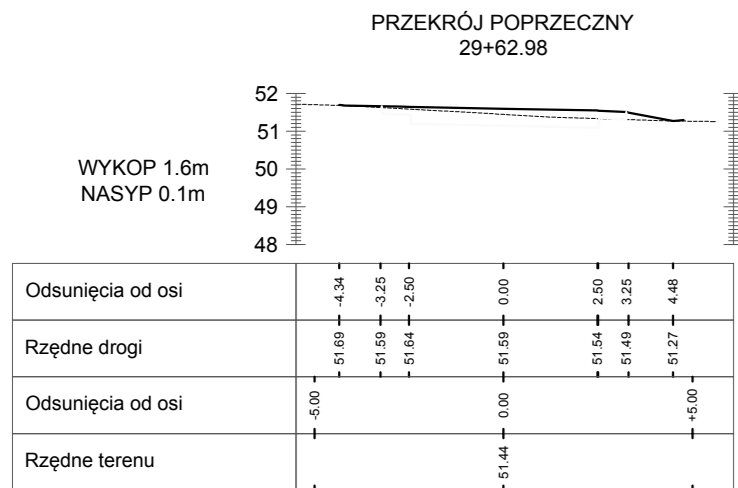 PRZEKRÓJ POPRZECZNY
29+62.98
52
51
50
49
48
WYKOP 1.6m
NASYP 0.1m
Odsunięcia od osi -4.34 -3.25 -2.50 0.00 2.50 3.25 4.48
Rzędne drogi 51.69 51.59 51.64 51.59 51.54 51.49 51.27
Odsunięcia od osi -5.00 0.00 +5.00
Rzędne terenu 51.44